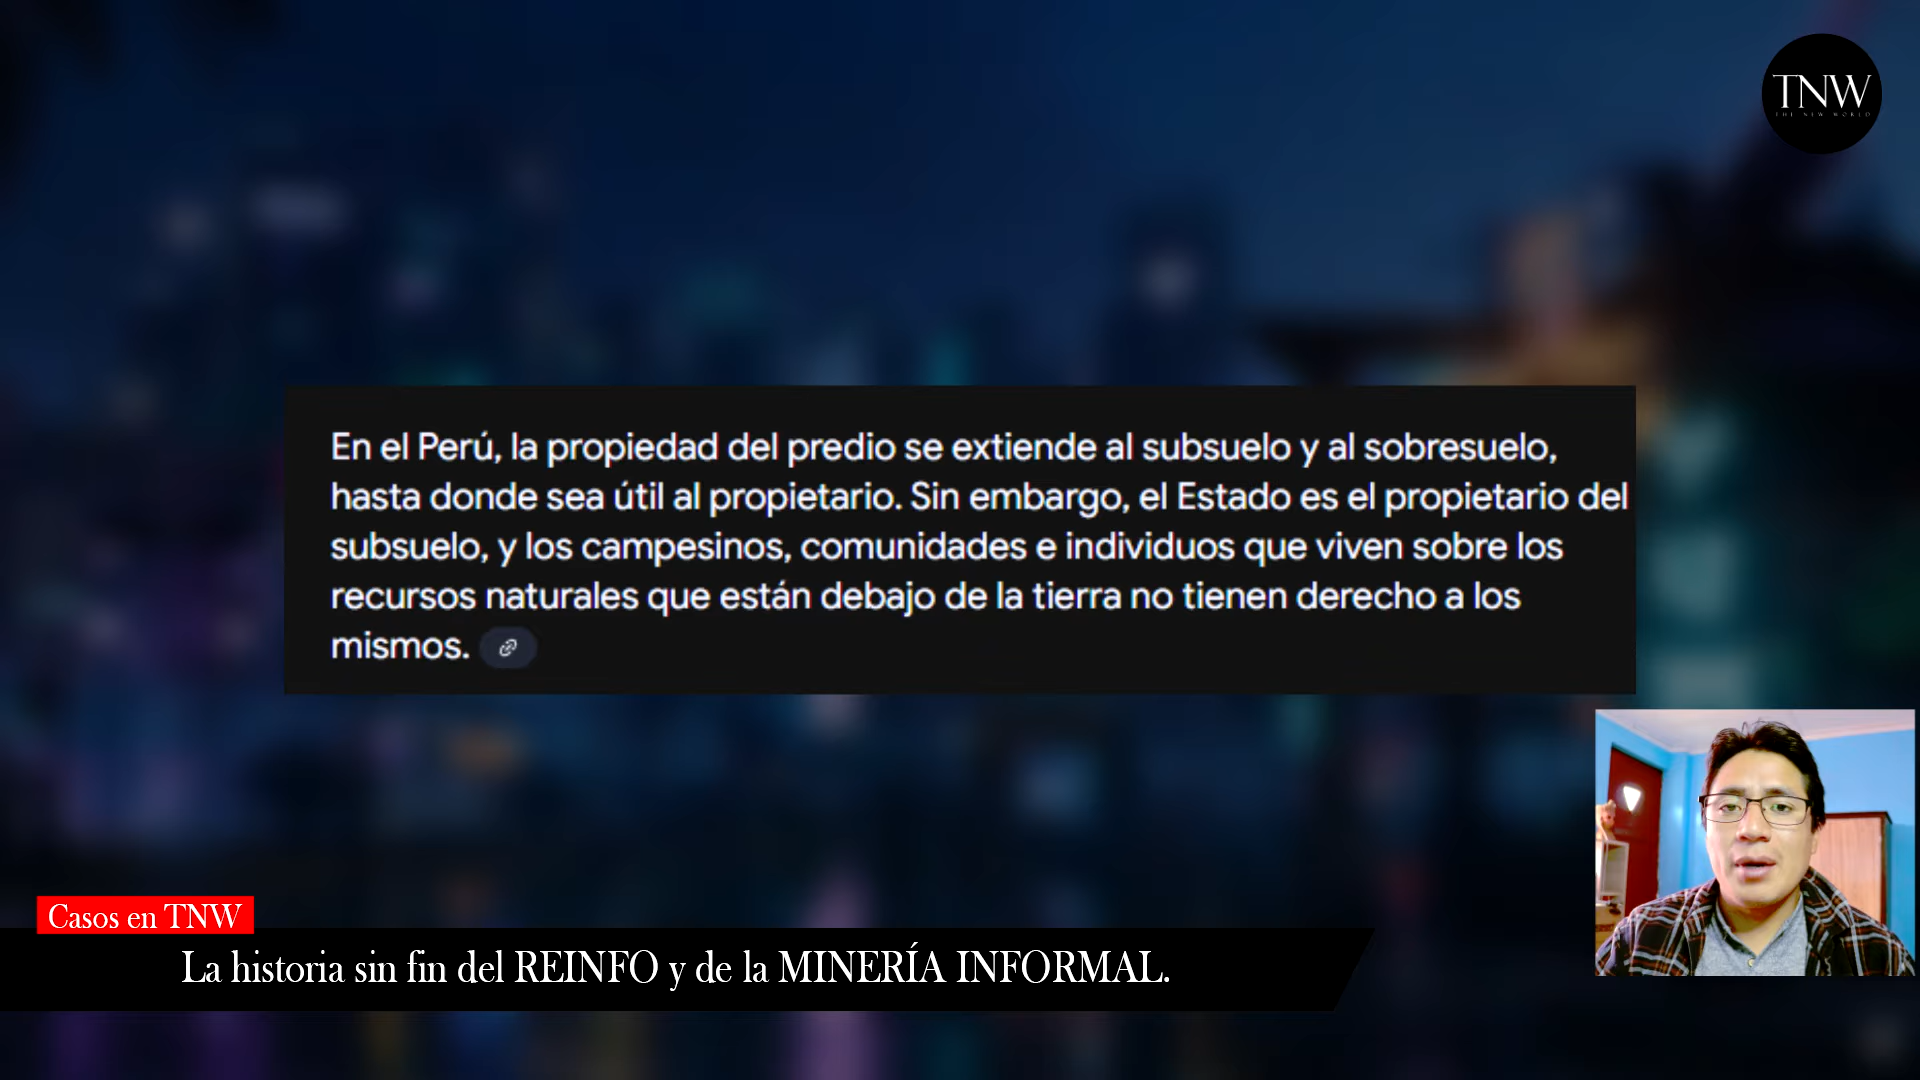 TNW
THE NEW WORLD
En el Perú, la propiedad del predio se extiende al subsuelo y al sobresuelo,
hasta donde sea útil al propietario. Sin embargo, el Estado es el propietario del
subsuelo, y los campesinos, comunidades e individuos que viven sobre los
recursos naturales que están debajo de la tierra no tienen derecho a los
mismos.
Casos en TNW
La historia sin fin del REINFO y de la MINERÍA INFORMAL.